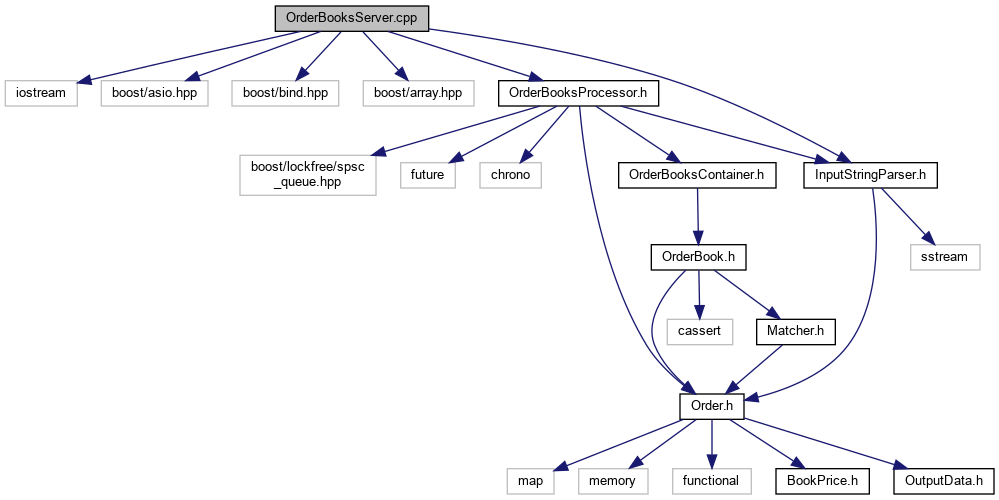 OrderBooksServer.cpp
iostream
boost/asio.hpp
boost/bind.hpp
boost/array.hpp
OrderBooksProcessor.h
boost/lockfree/spsc
_queue.hpp
future
chrono
OrderBooksContainer.h
InputStringParser.h
OrderBook.h
sstream
cassert
Matcher.h
Order.h
map
memory
functional
BookPrice.h
OutputData.h